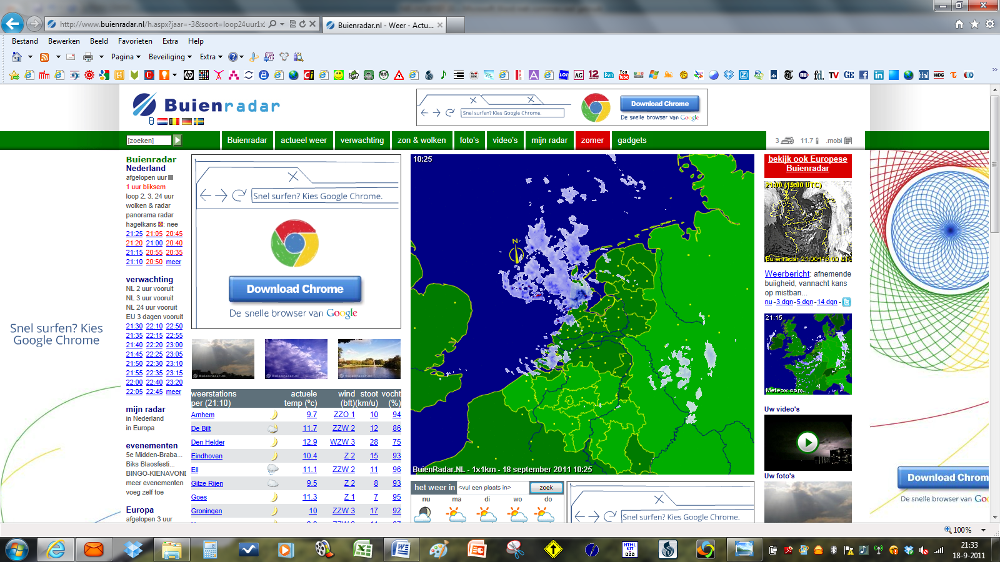 http://www.buienradar.nl/h.aspx?jaar=-3&soort=loop24uur1x1
Buienradar.nl - Weer - Actu...
Bestand Bewerken Beeld Favorieten Extra Help
Pagina Beveiliging Extra
Buienradar
Snel surfen? Kies Google Chrome.
Download Chrome
De snelle browser van Google
[zoeken]
Buienradar actueel weer verwachting zon & wolken foto's video's mijn radar zomer gadgets
3 11.7 .mobi
Buienradar
Nederland
afgelopen uur
1 uur bliksem
loop 2, 3, 24 uur
wolken & radar
panorama radar
hagelkans : nee
21:25 21:05 20:45
21:20 21:00 20:40
21:15 20:55 20:35
21:10 20:50 meer
verwachting
NL 2 uur vooruit
NL 3 uur vooruit
NL 24 uur vooruit
EU 3 dagen vooruit
21:30 22:10 22:50
21:35 22:15 22:55
21:40 22:20 23:00
21:45 22:25 23:05
21:50 22:30 23:10
21:55 22:35 23:15
22:00 22:40 23:20
22:05 22:45 meer
mijn radar
in Nederland
in Europa
evenementen
5e Midden-Braba...
Biks Blaosfesti...
BINGO-KIENAVOND
meer evenementen
voeg zelf toe
Europa
afgelopen 3 uur
Snel surfen? Kies
Google Chrome
Snel surfen? Kies Google Chrome.
Download Chrome
De snelle browser van Google
Buienradar.nl
Buienradar.nl
Buienradar.nl
weerstations actuele wind stoot vocht
per (21:10) temp (ºc) (bft)(km/u) (%)
Arnhem 9.7 ZZO 1 10 94
De Bilt 11.7 ZZW 2 12 86
Den Helder 12.9 WZW 3 28 75
Eindhoven 10.4 Z 2 15 93
Ell 11.1 ZZW 2 11 96
Gilze Rijen 9.5 Z 2 8 93
Goes 11.3 Z 1 7 95
Groningen 10 ZZW 3 17 92
10:25
N
BuienRadar.NL - 1x1km - 18 september 2011 10:25
het weer in <vul een plaats in> zoek
nu ma di wo do
Snel surfen? Kies Google Chrome.
bekijk ook Europese
Buienradar
21:00 (19:00 UTC)
Buienradar 21:00 (19:00 UTC
Weerbericht: afnemende
buiigheid, vannacht kans
op mistban...
nu -3 dgn-5 dgn-14 dgn-
21:15
Meteox.com
Uw video's
Uw foto's
Download Chrom
De snelle browser van Go
100%
21:33
18-9-2011